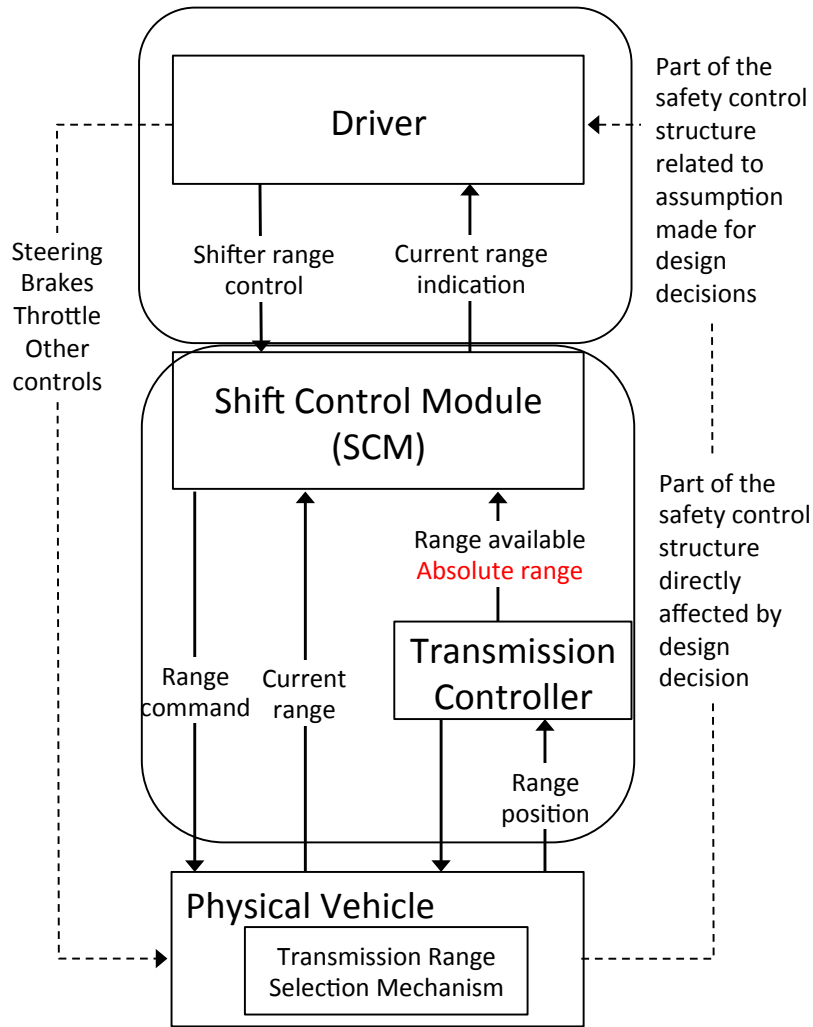 Driver
Part of the
safety control
structure
related to
assumption
made for
design
decisions
Steering
Brakes
Throttle
Other
controls
Shifter range
control
Current range
indication
Shift Control Module
(SCM)
Range available
Absolute range
Part of the
safety control
structure
directly
affected by
design
decision
Transmission
Controller
Range
command
Current
range
Range
position
Physical Vehicle
Transmission Range
Selection Mechanism